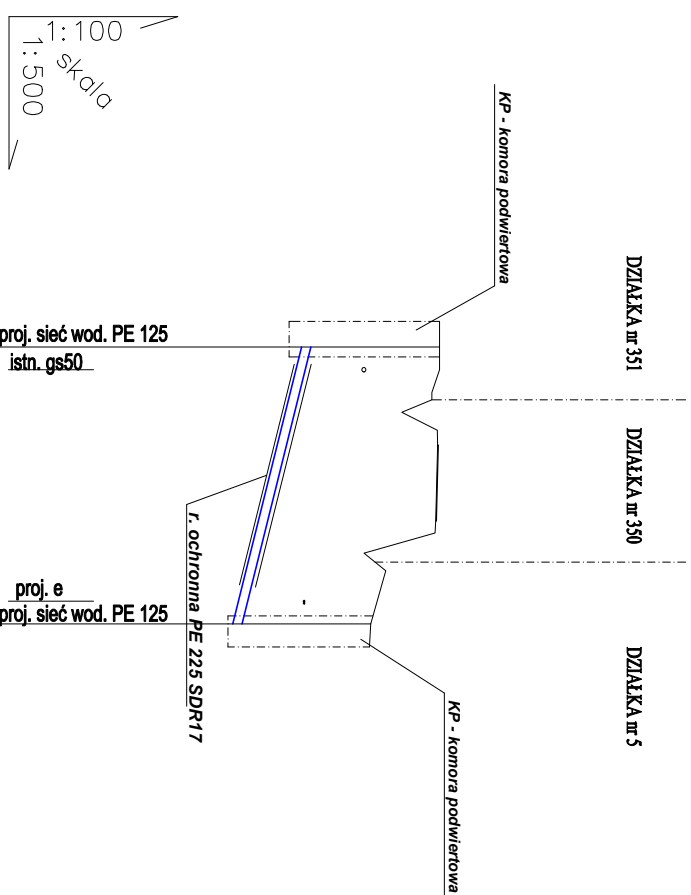 1:100
skala
1:500
KP - komora podwiertowa
DZIAŁKA nr 351
proj. sieć wod. PE 125
istn. gs50
DZIAŁKA nr 350
r. ochronna PE 225 SDR17
proj. e
proj. sieć wod. PE 125
DZIAŁKA nr 5
KP - komora podwiertowa